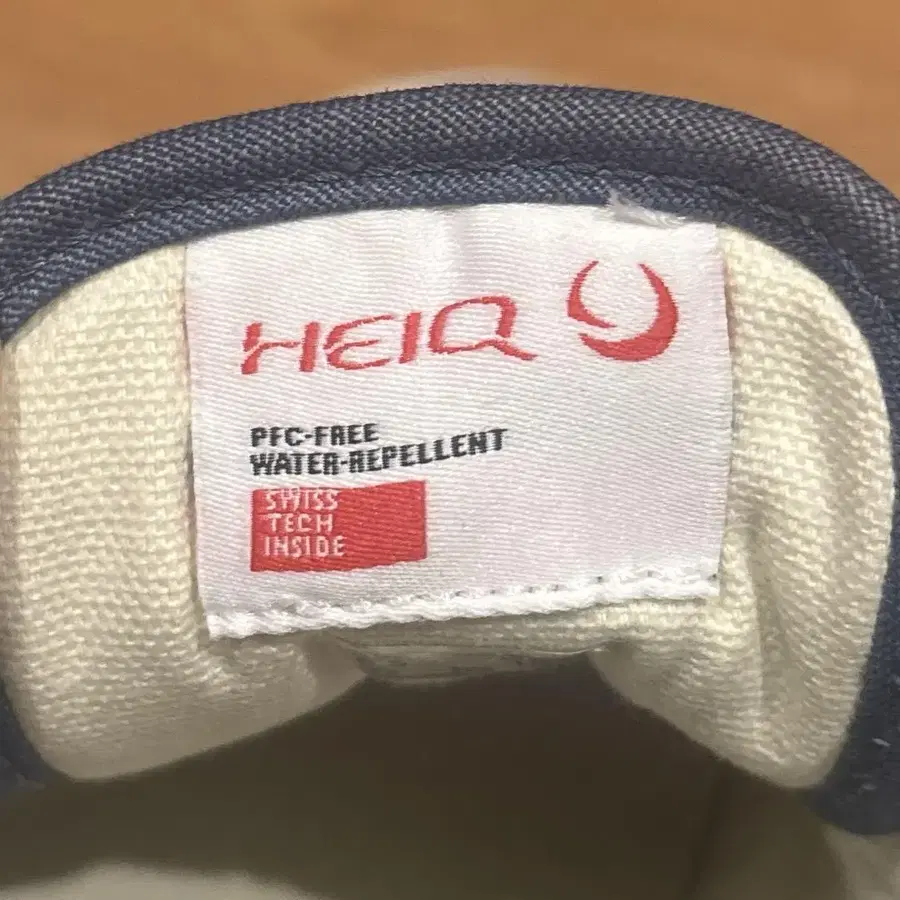 HEIQ
PFC-FREE
WATER-REPELLENT
SWISS
TECH
INSIDE